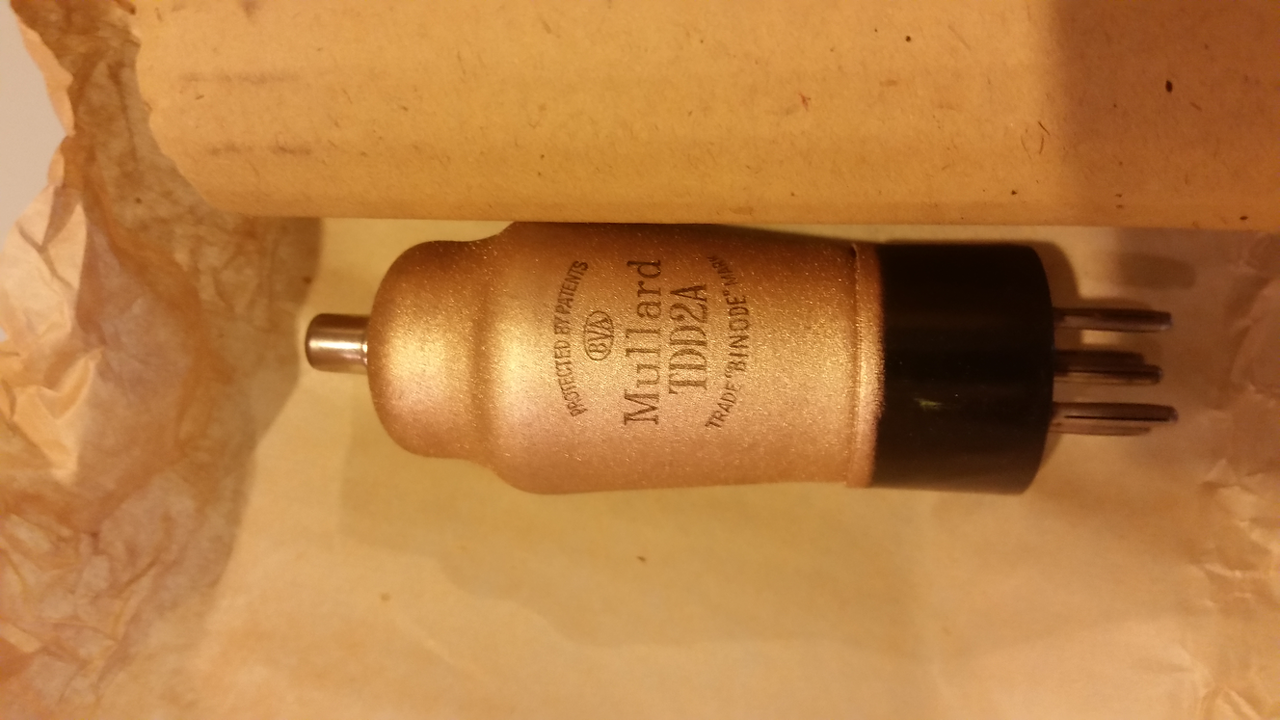 PROTECTED BY PATENTS
BVA
Mullard
TDD2A
TRADE "BINODE" MARK